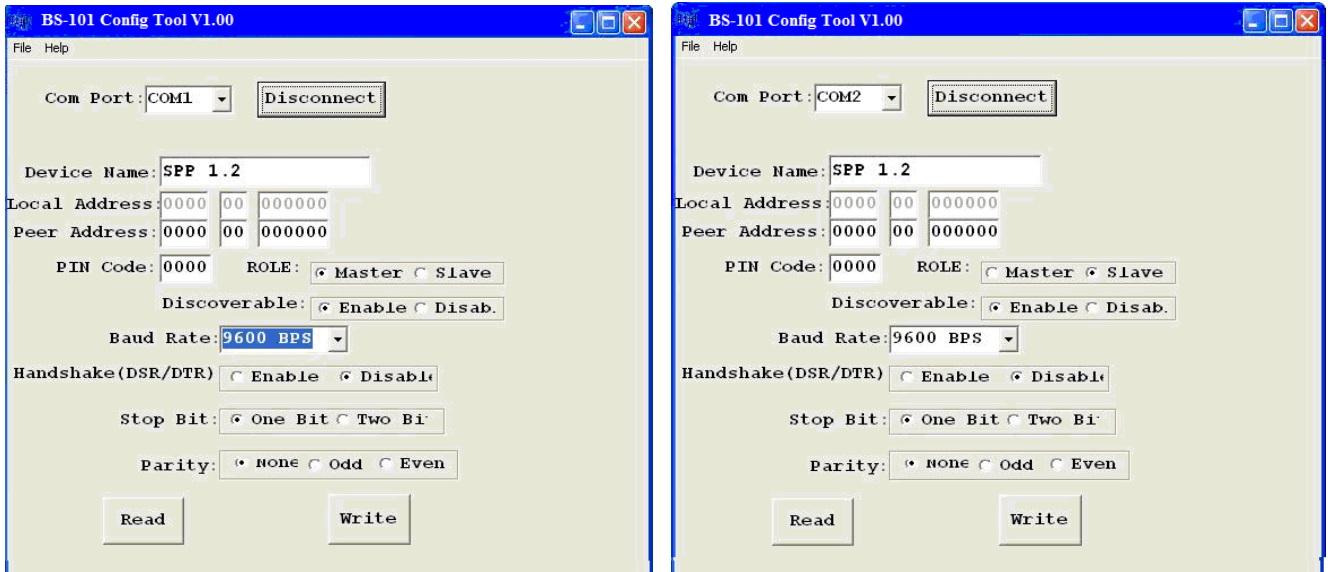 BS-101 Config Tool V1.00
File Help
Com Port: COM1 Disconnect
Device Name: SPP 1.2
Local Address: 0000 00 000000
Peer Address: 0000 00 000000
PIN Code: 0000 ROLE: Master Slave
Discoverable: Enable Disab.
Baud Rate: 9600 BPS
Handshake(DSR/DTR) Enable Disable
Stop Bit: One Bit Two Bi
Parity: None Odd Even
Read Write
BS-101 Config Tool V1.00
File Help
Com Port: COM2 Disconnect
Device Name: SPP 1.2
Local Address: 0000 00 000000
Peer Address: 0000 00 000000
PIN Code: 0000 ROLE: Master Slave
Discoverable: Enable Disab.
Baud Rate: 9600 BPS
Handshake(DSR/DTR) Enable Disable
Stop Bit: One Bit Two Bi
Parity: None Odd Even
Read Write